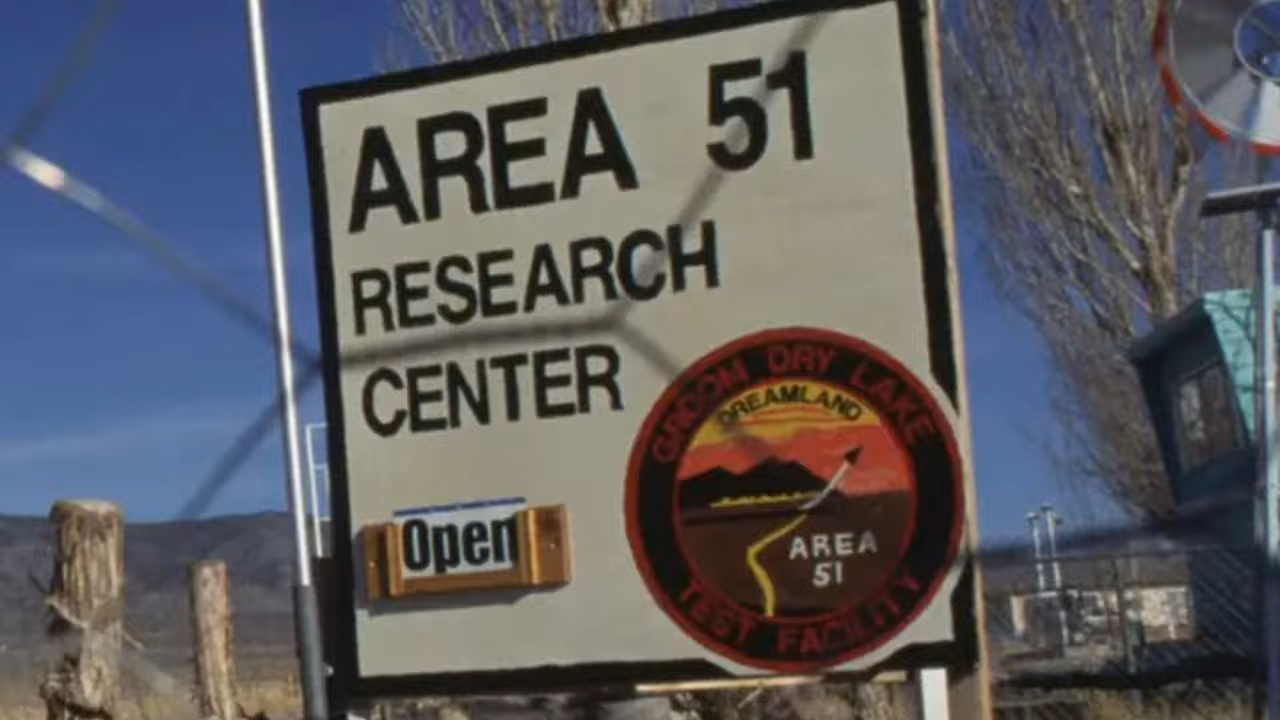 AREA 51
RESEARCH
CENTER
Open
GROOM DRY LAKE
DREAMLAND
AREA
51
TEST FACILITY